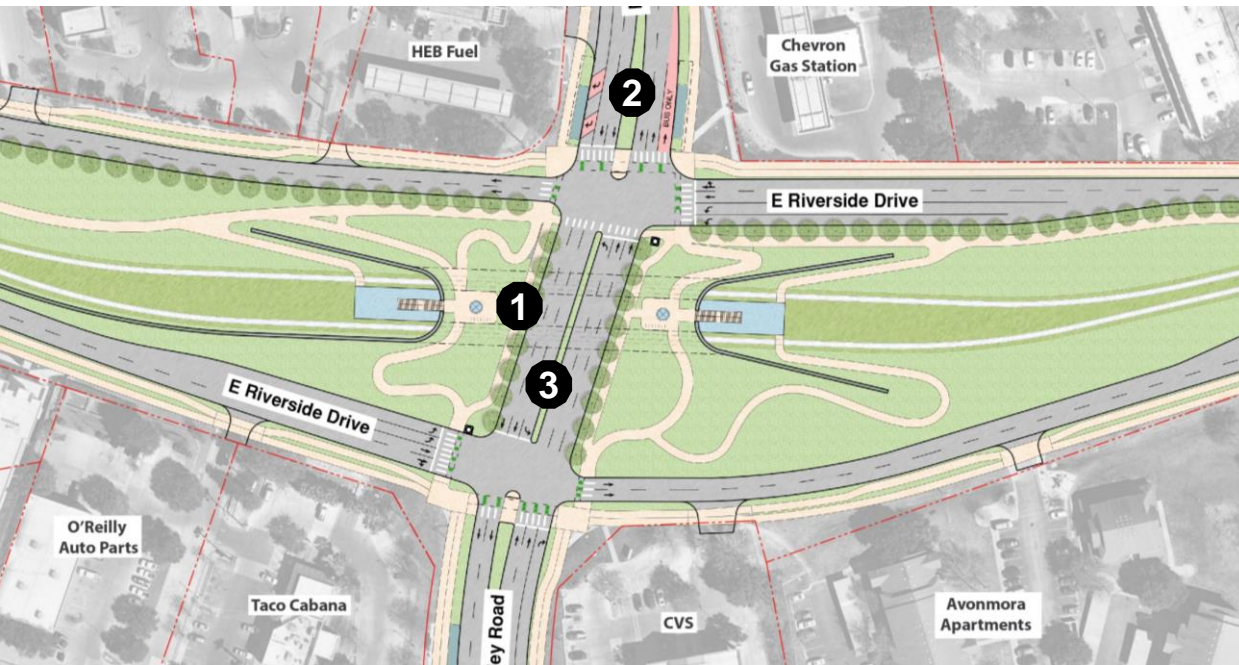 HEB Fuel
2
Chevron
Gas Station
BUS ONLY
E Riverside Drive
1
3
E Riverside Drive
O'Reilly
Auto Parts
Taco Cabana
ey Road
CVS
Avonmora
Apartments